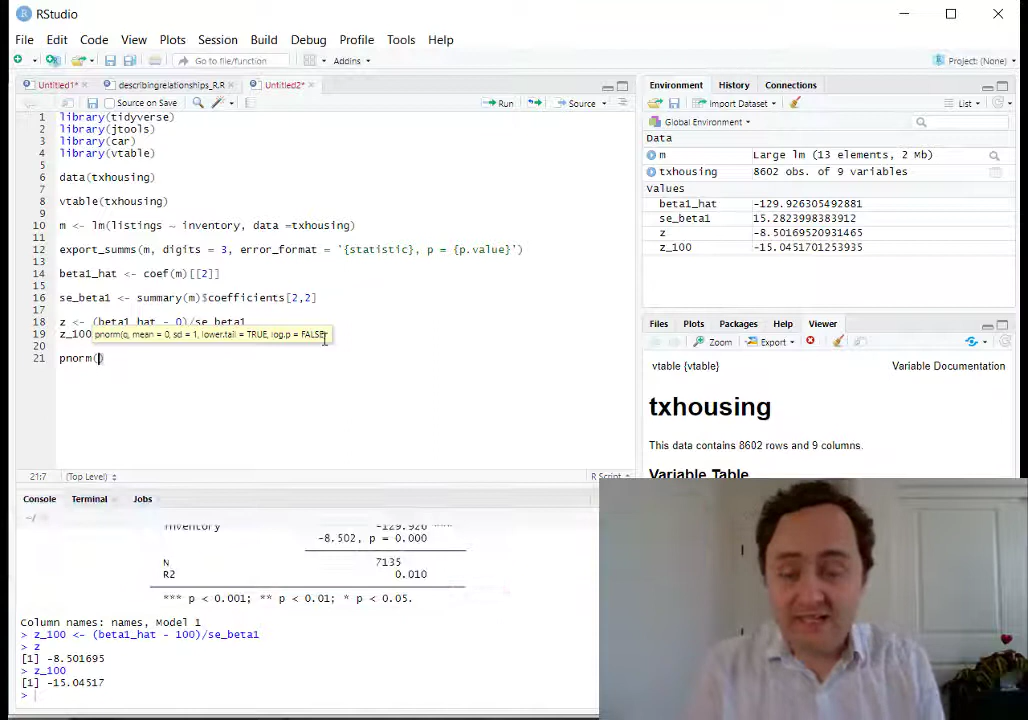 RStudio
File Edit Code View Plots Session Build Debug Profile Tools Help
Go to file/function Addins Project: (None)
Untitled1* describingrelationships_R.R Untitled2*
Source on Save Run Source
1 library(tidyverse)
2 library(jtools)
3 library(car)
4 library(vtable)
5
6 data(txhousing)
7
8 vtable(txhousing)
9
10 m <- lm(listings ~ inventory, data =txhousing)
11
12 export_summs(m, digits = 3, error_format = '{statistic}, p = {p.value}')
13
14 beta1_hat <- coef(m)[[2]]
15
16 se_beta1 <- summary(m)$coefficients[2,2]
17
18 z <- (beta1_hat - 0)/se_beta1
19 z_100 pnorm(q, mean = 0, sd = 1, lower.tail = TRUE, log.p = FALSE)
20
21 pnorm()
21:7 (Top Level) R Script
Console Terminal Jobs
~/
inventory -129.926 ***
-8.502, p = 0.000
N 7135
R2 0.010
*** p < 0.001; ** p < 0.01; * p < 0.05.
Column names: names, Model 1
> z_100 <- (beta1_hat - 100)/se_beta1
> z
[1] -8.501695
> z_100
[1] -15.04517
>
Environment History Connections
Import Dataset List
Global Environment
Data
m Large lm (13 elements, 2 Mb)
txhousing 8602 obs. of 9 variables
Values
beta1_hat -129.926305492881
se_beta1 15.2823998383912
z -8.50169520931465
z_100 -15.0451701253935
Files Plots Packages Help Viewer
Zoom Export
vtable {vtable} Variable Documentation
txhousing
This data contains 8602 rows and 9 columns.
Variable Table